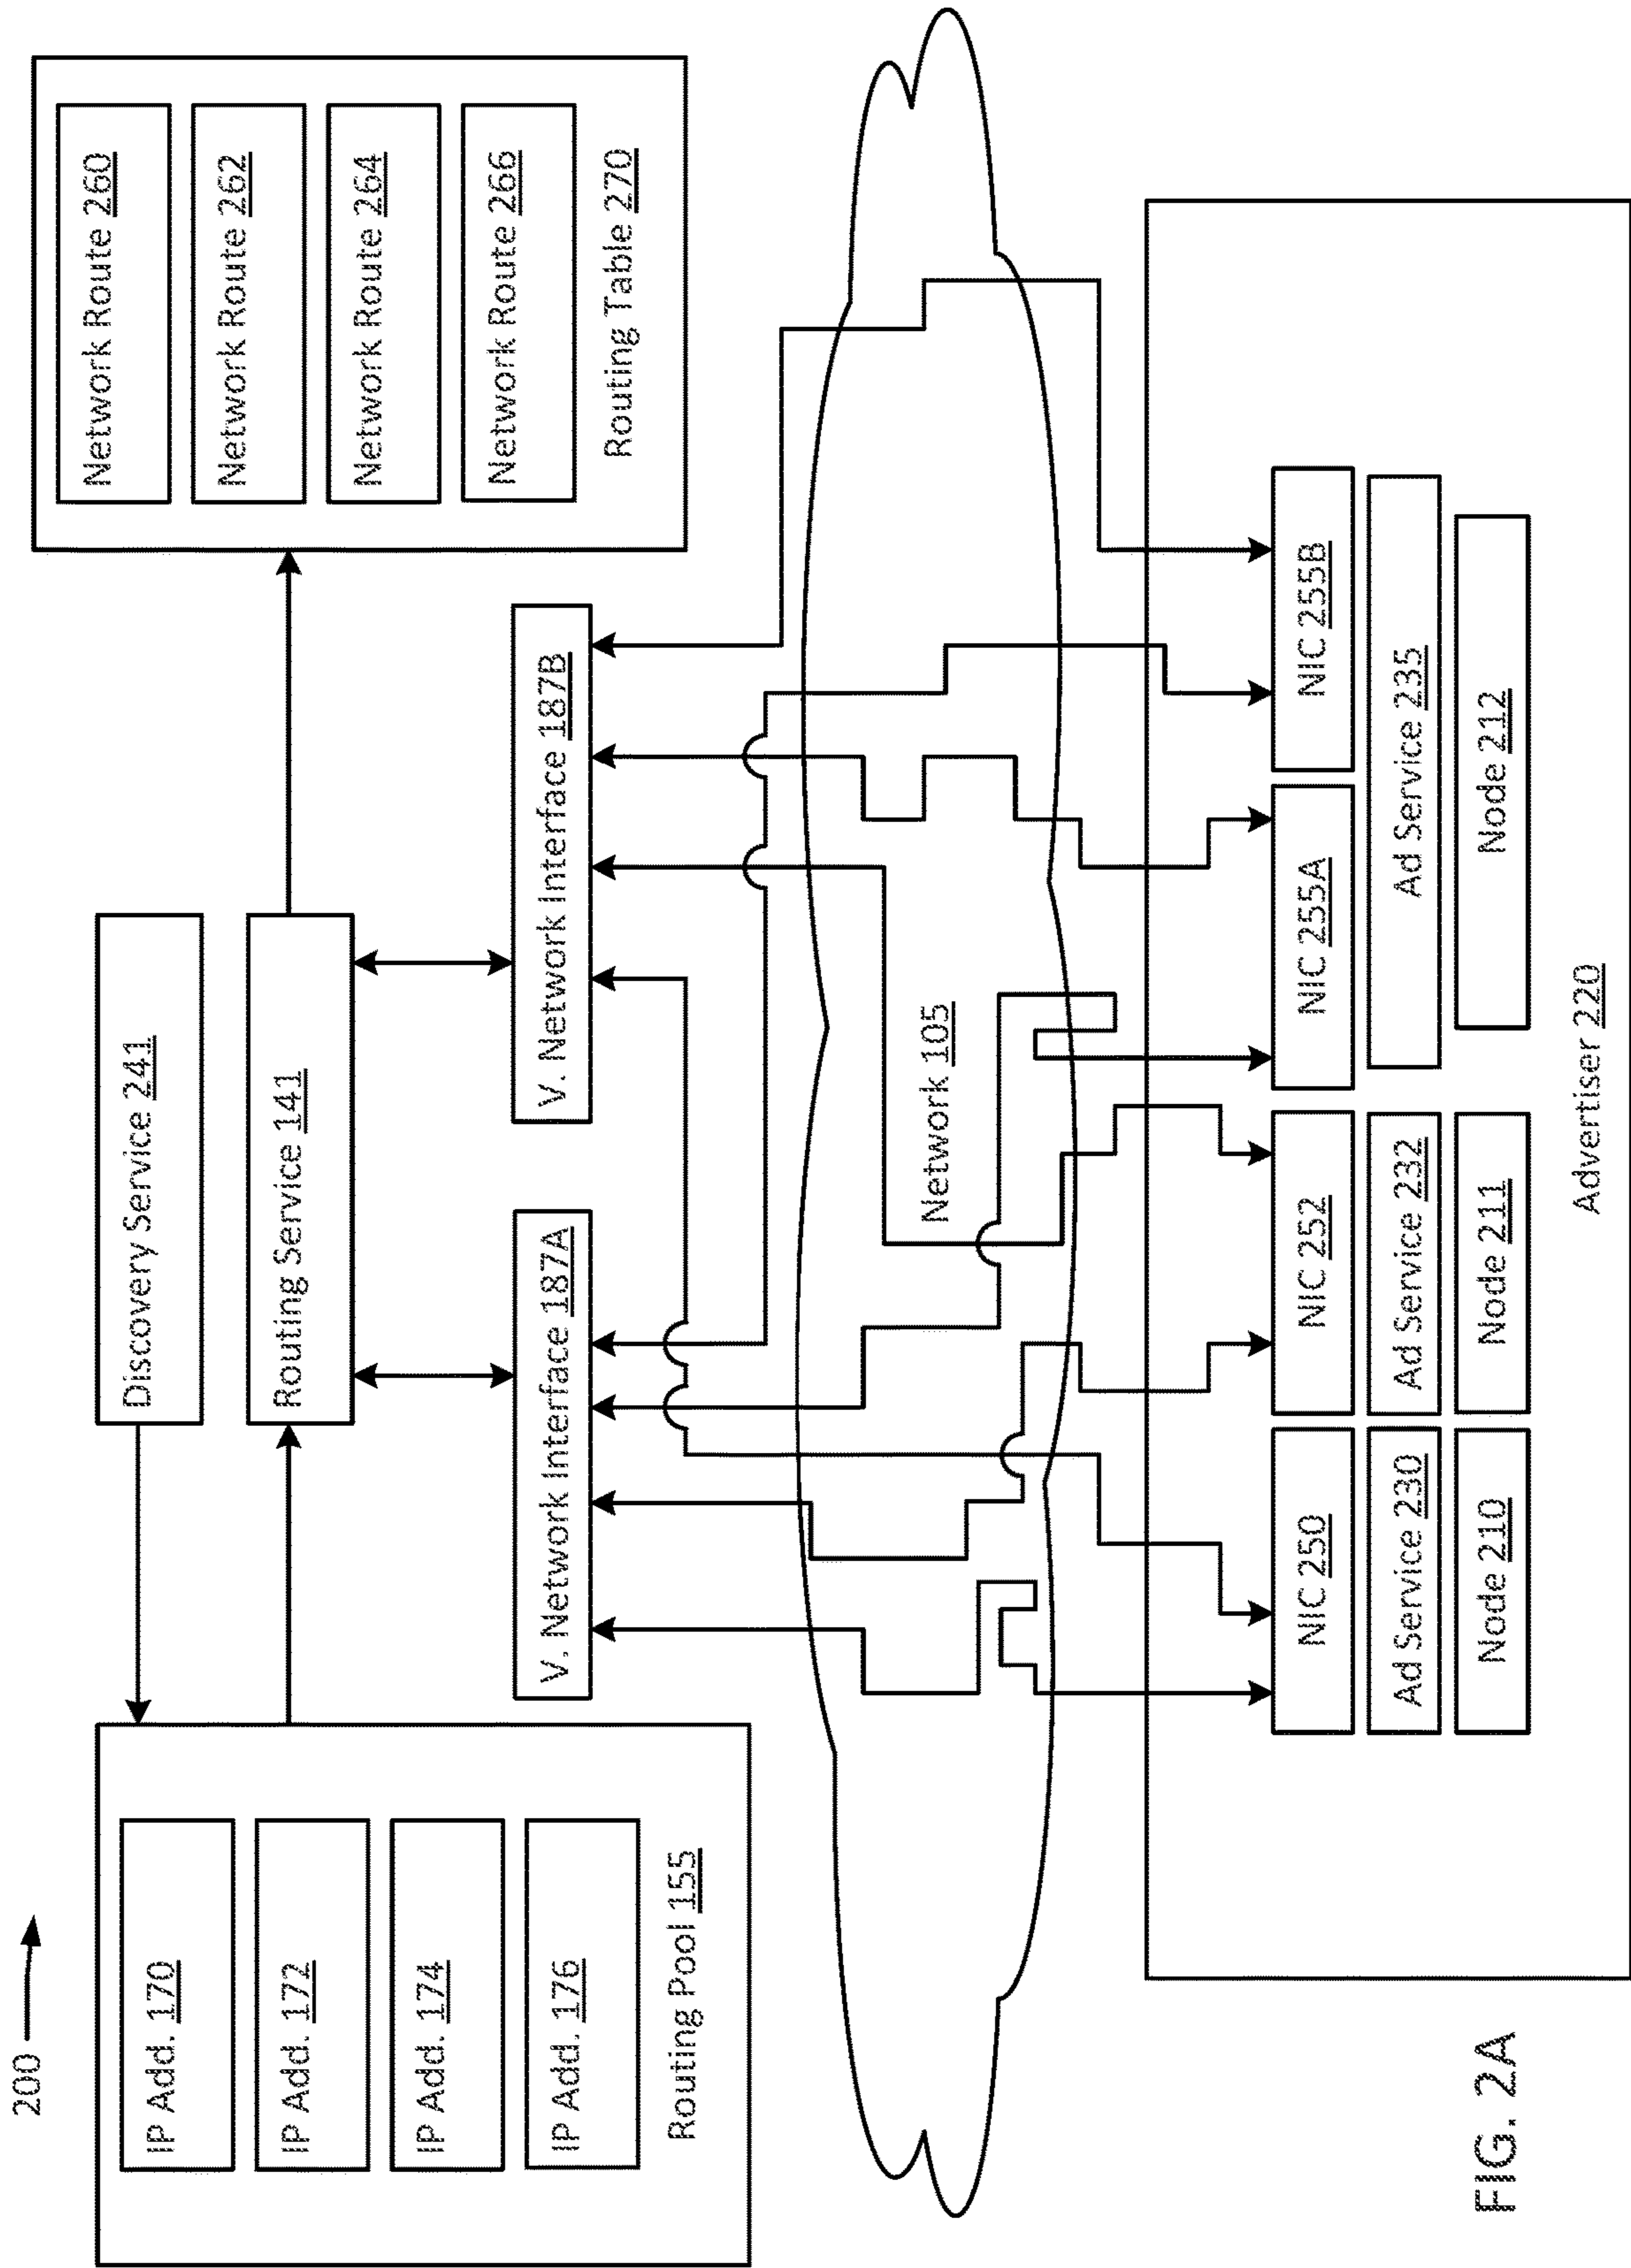 200
IP Add. 170
IP Add. 172
IP Add. 174
IP Add. 176
Routing Pool 155
Discovery Service 241
Routing Service 141
V. Network Interface 187A
V. Network Interface 187B
Network Route 260
Network Route 262
Network Route 264
Network Route 266
Routing Table 270
Network 105
NIC 250
NIC 252
NIC 255A
NIC 255B
Ad Service 230
Ad Service 232
Ad Service 235
Node 210
Node 211
Node 212
Advertiser 220
FIG. 2A